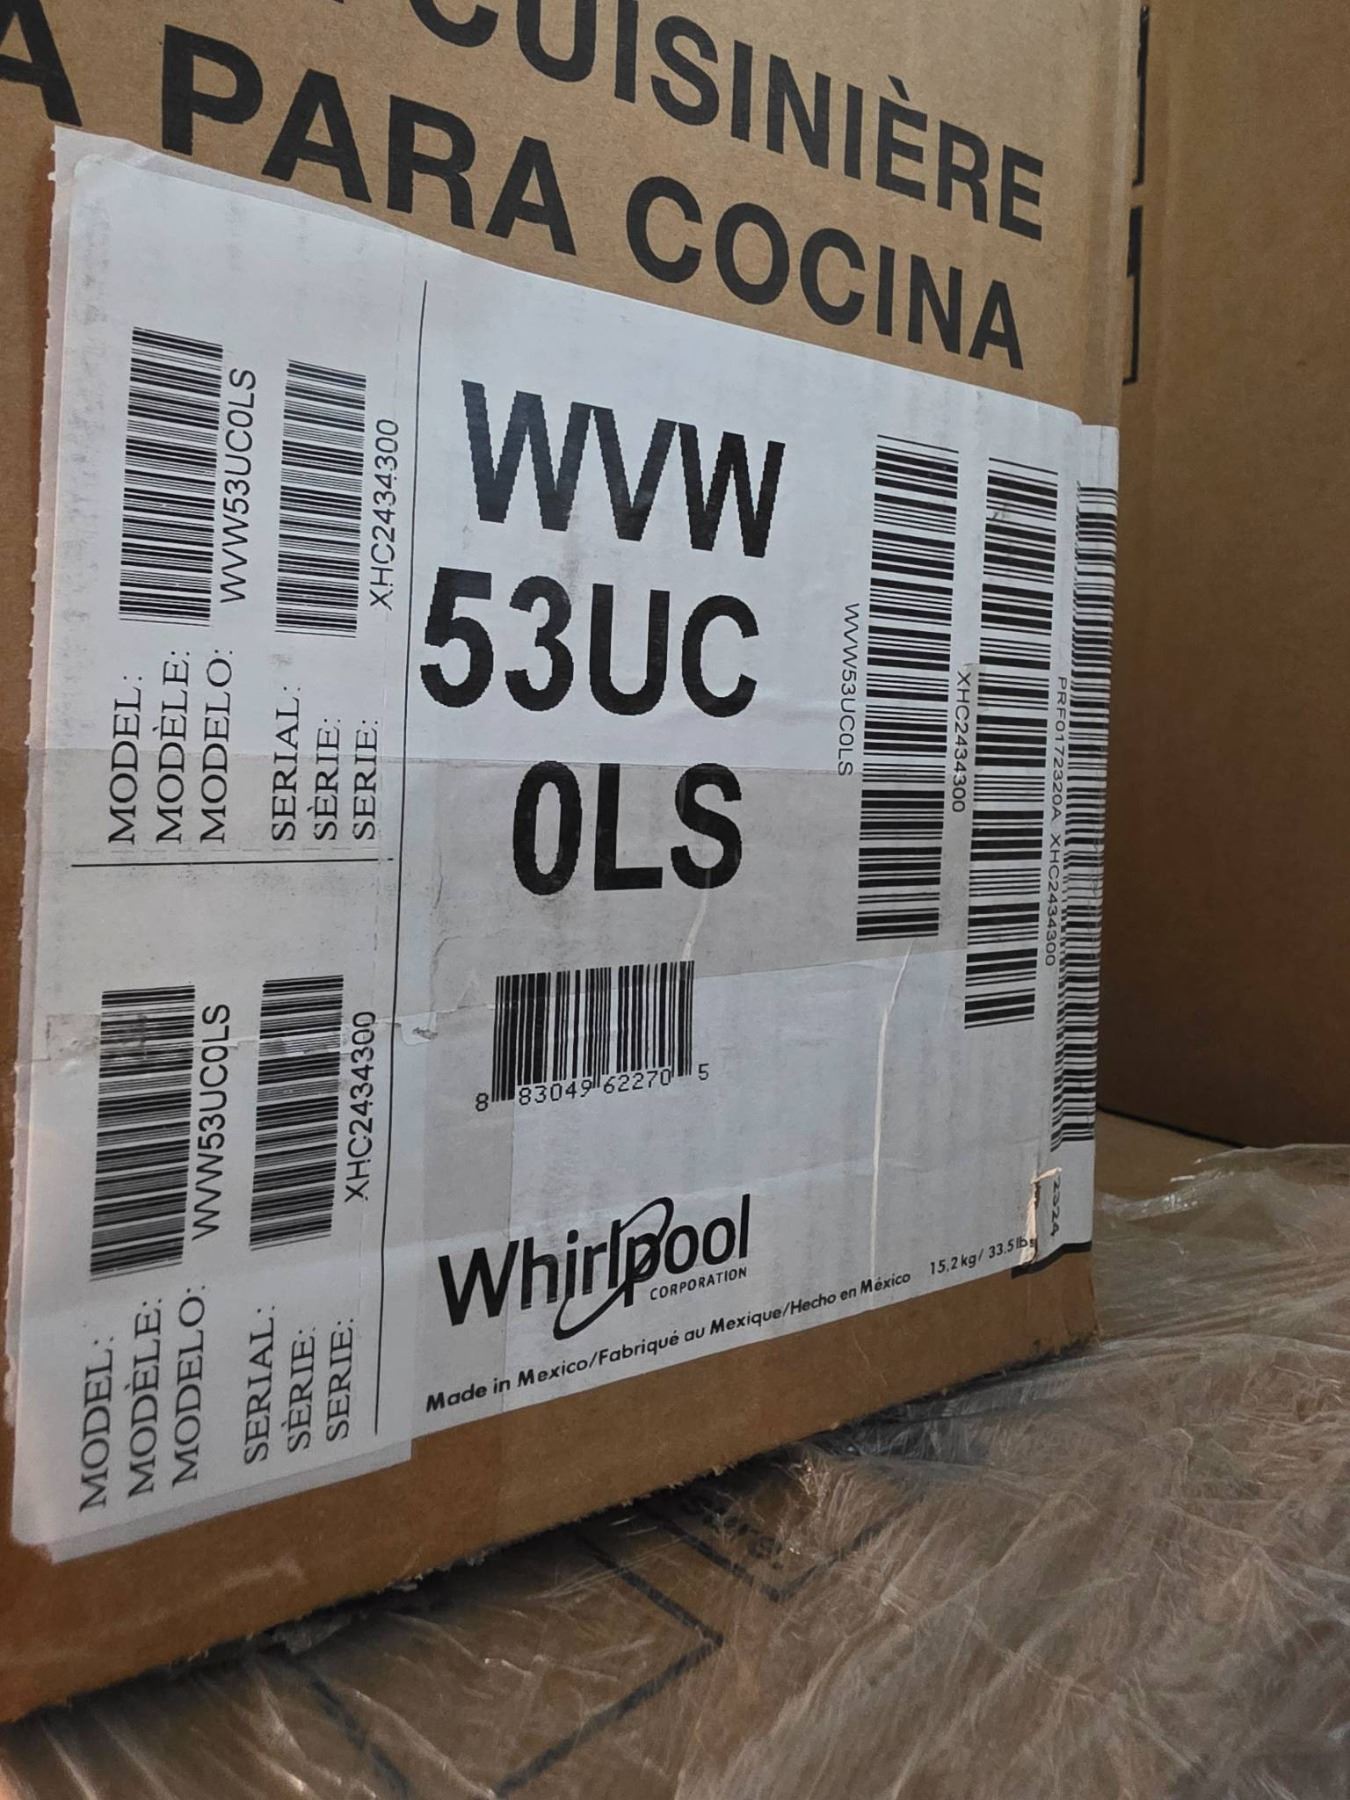 CUISINIÈRE
A PARA COCINA
MODEL:
MODÈLE:
MODELO:
WVW53UC0LS
SERIAL:
SÈRIE:
SERIE:
XHC2434300
WVW
53UC
0LS
WVW53UC0LS
XHC2434300
PRF0172320A XHC2434300
8 83049 62270 5
MODEL:
MODÈLE:
MODELO:
WVW53UC0LS
SERIAL:
SÈRIE:
SERIE:
XHC2434300
Whirlpool
CORPORATION
Made in Mexico/Fabriqué au Mexique/Hecho en México 15,2 kg/ 33.5 lbs
2324